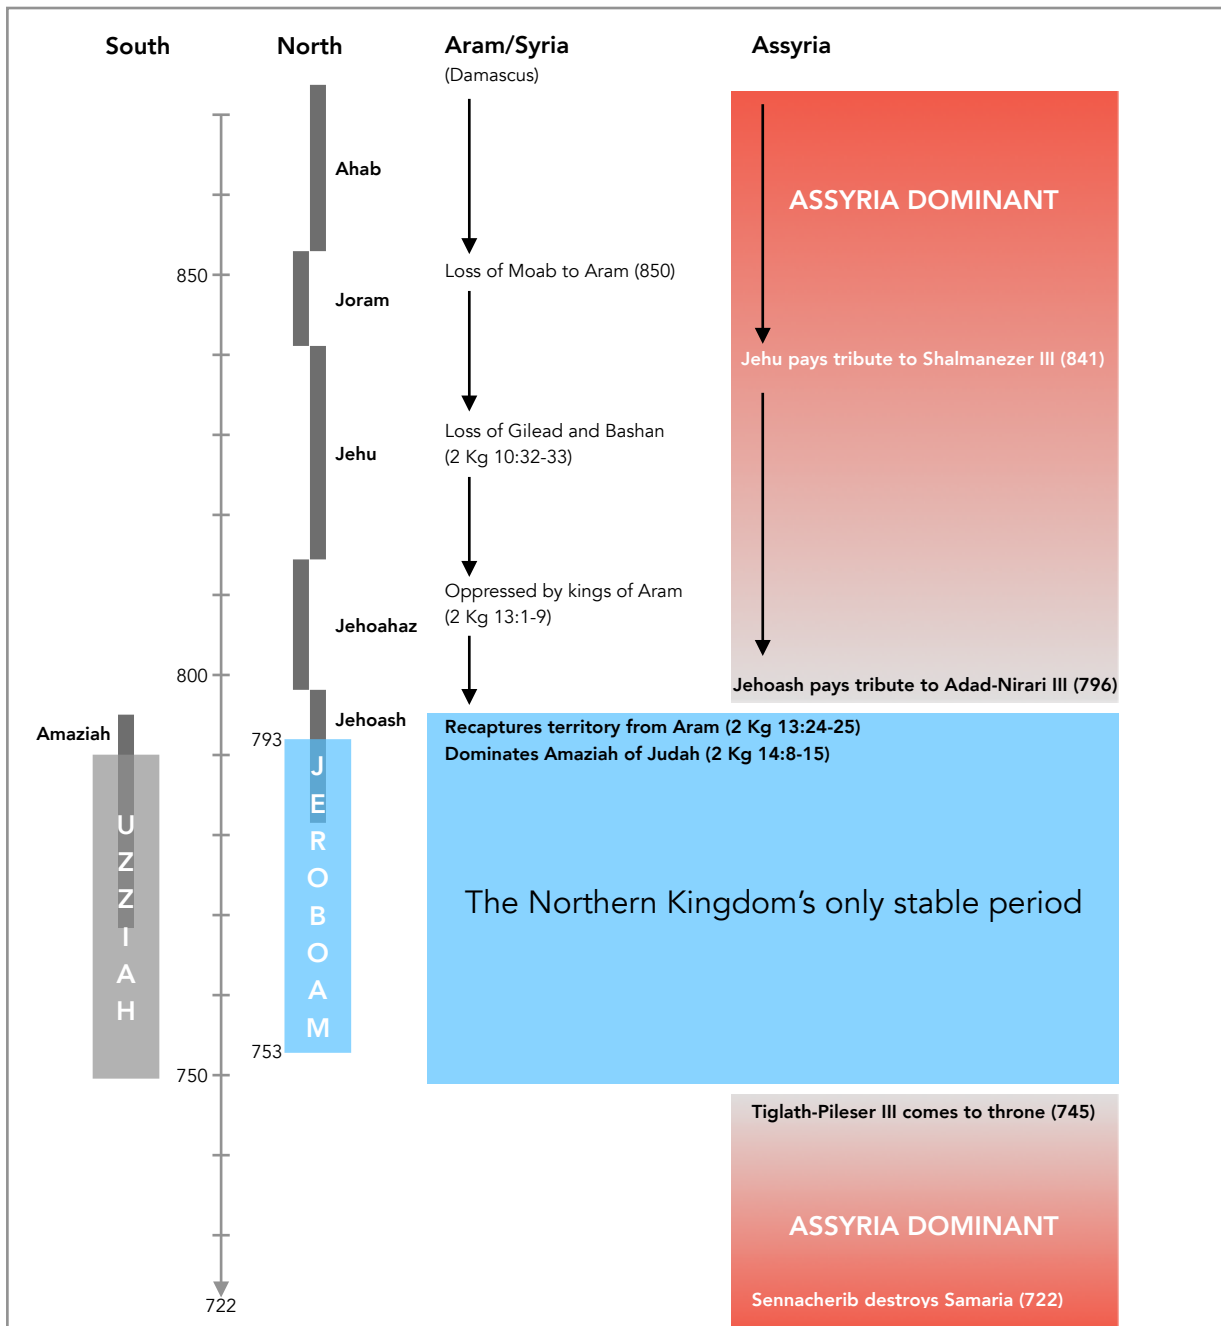 South
North
Aram/Syria
(Damascus)
Assyria
ASSYRIA DOMINANT
Ahab
850
Loss of Moab to Aram (850)
Joram
Jehu pays tribute to Shalmanezer III (841)
Loss of Gilead and Bashan
(2 Kg 10:32-33)
Jehu
Oppressed by kings of Aram
(2 Kg 13:1-9)
Jehoahaz
800
Jehoash pays tribute to Adad-Nirari III (796)
Jehoash
Amaziah
793
Recaptures territory from Aram (2 Kg 13:24-25)
Dominates Amaziah of Judah (2 Kg 14:8-15)
UZZIAH
JEROBOAM
The Northern Kingdom's only stable period
753
750
Tiglath-Pileser III comes to throne (745)
ASSYRIA DOMINANT
Sennacherib destroys Samaria (722)
722